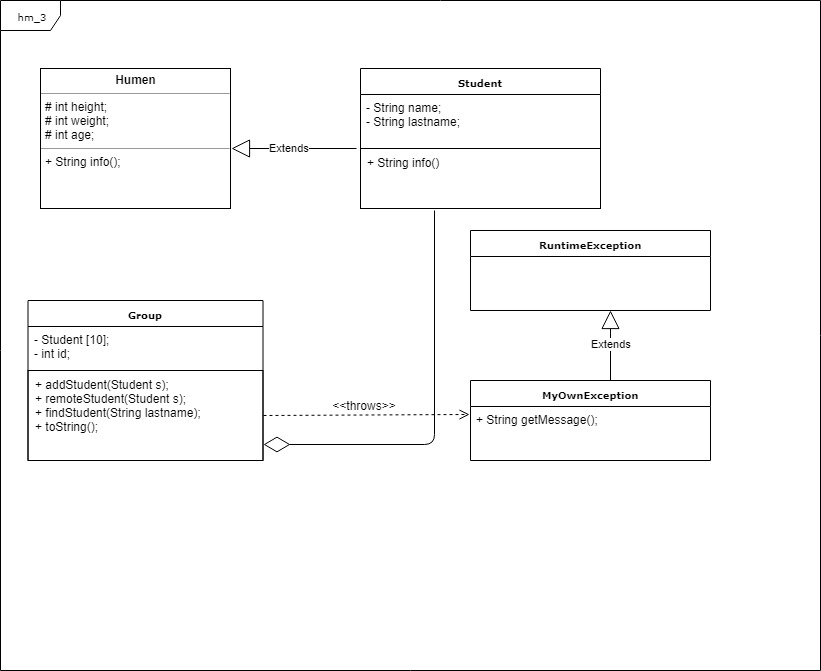 hm_3
Humen
# int height;
# int weight;
# int age;
+ String info();
Extends
Student
- String name;
- String lastname;
+ String info()
RuntimeException
Extends
Group
- Student [10];
- int id;
+ addStudent(Student s);
+ remoteStudent(Student s);
+ findStudent(String lastname);
+ toString();
<<throws>>
MyOwnException
+ String getMessage();